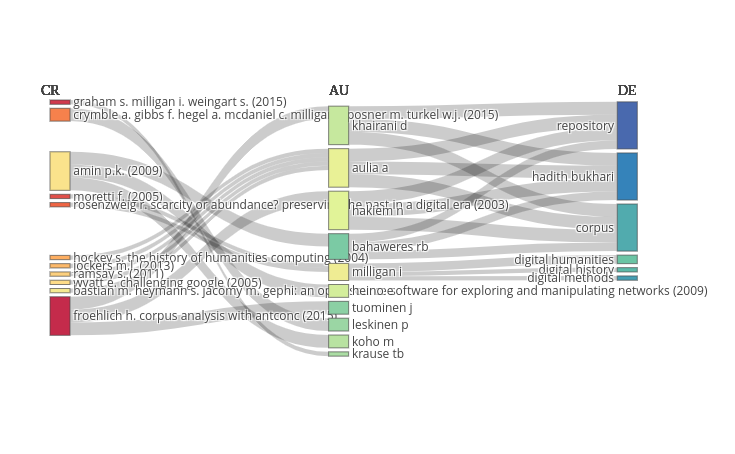 CR
AU
DE
graham s. milligan i. weingart s. (2015)
crymble a. gibbs f. hegel a. mcdaniel c. milligan i. posner m. turkel w.j. (2015)
amin p.k. (2009)
moretti f. (2005)
rosenzweig r. scarcity or abundance? preserving the past in a digital era (2003)
hockey s. the history of humanities computing (2004)
jockers m.l. (2013)
ramsay s. (2011)
wyatt e. challenging google (2005)
bastian m. heymann s. jacomy m. gephi: an open source software for exploring and manipulating networks (2009)
froehlich h. corpus analysis with antconc (2015)
khairani d
aulia a
hakiem n
bahaweres rb
milligan i
heino e
tuominen j
leskinen p
koho m
krause tb
repository
hadith bukhari
corpus
digital humanities
digital history
digital methods